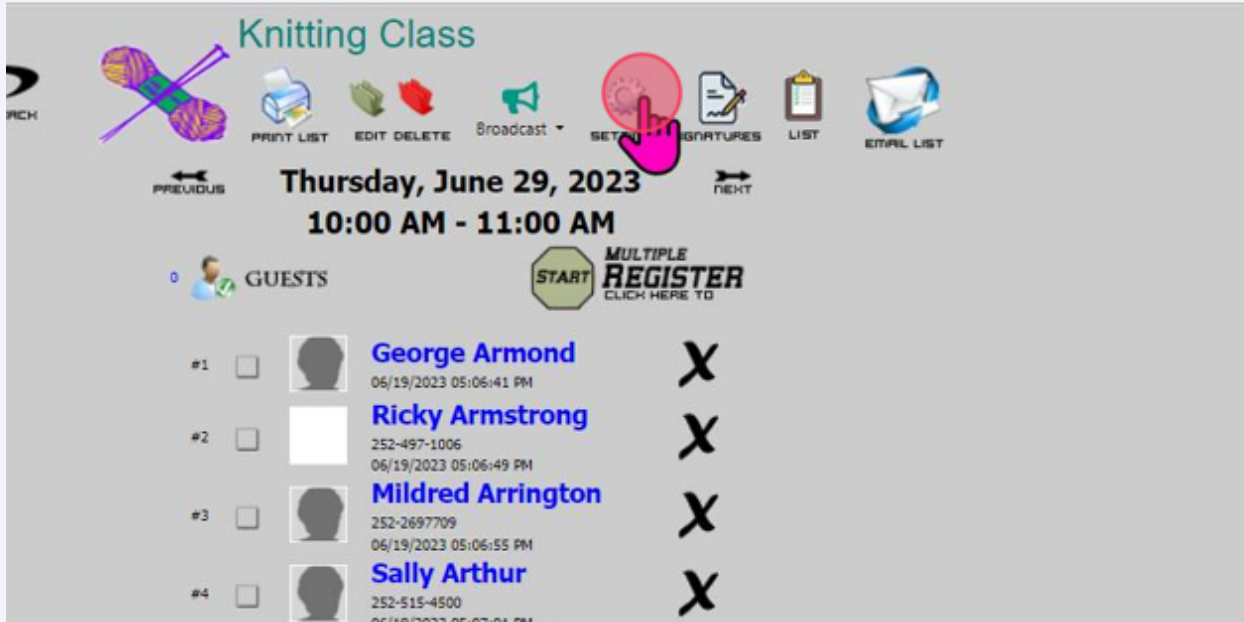 Knitting Class
PRINT LIST EDIT DELETE Broadcast LIST EMAIL LIST
PREVIOUS Thursday, June 29, 2023 NEXT
10:00 AM - 11:00 AM
0 GUESTS START MULTIPLE
REGISTER
CLICK HERE TO
#1 George Armond X
06/19/2023 05:06:41 PM
#2 Ricky Armstrong X
252-497-1006
06/19/2023 05:06:49 PM
#3 Mildred Arrington X
252-2697709
06/19/2023 05:06:55 PM
#4 Sally Arthur X
252-515-4500